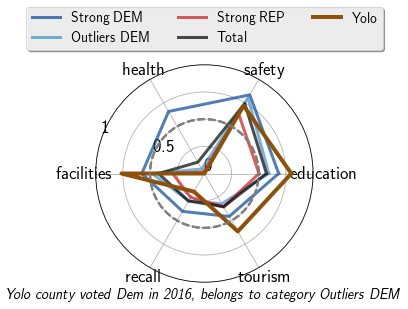 Strong DEM Strong REP Yolo
Outliers DEM Total
health safety
1
0.5
0
facilities education
recall tourism
Yolo county voted Dem in 2016, belongs to category Outliers DEM